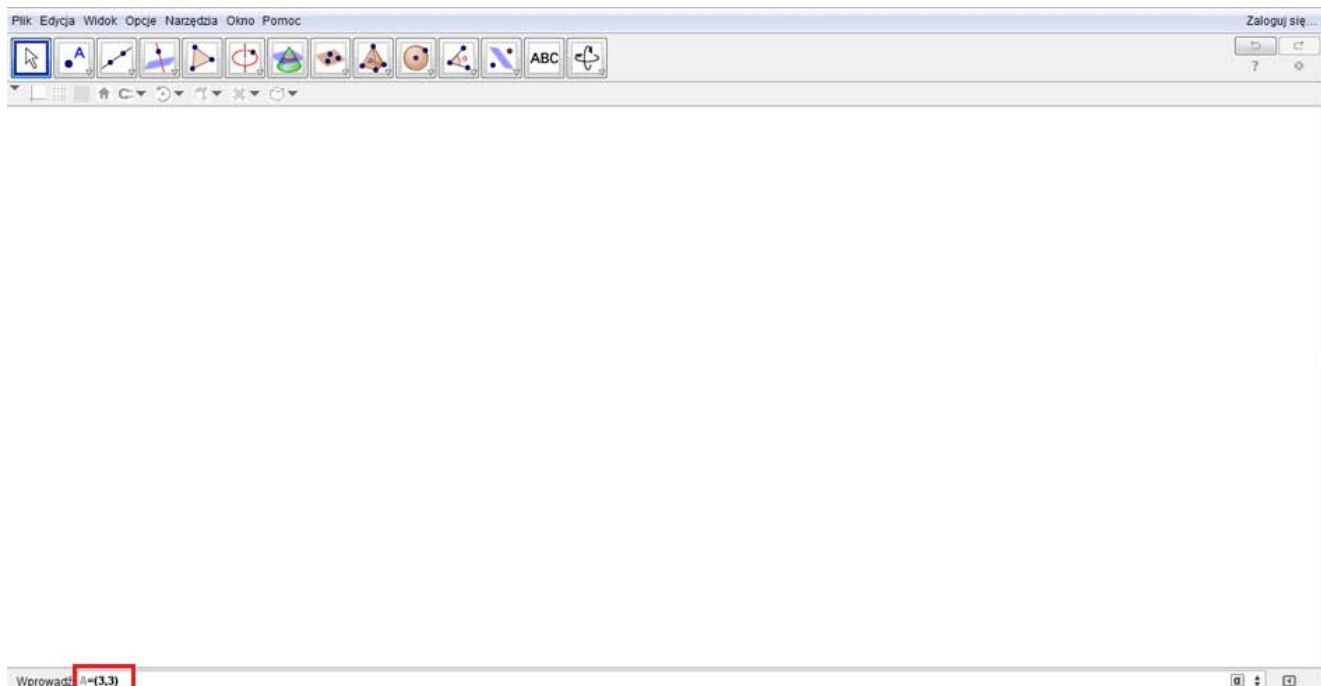 Plik Edycja Widok Opcje Narzędzia Okno Pomoc Zaloguj się...
A ABC
?
Wprowadź: A=(3,3) α